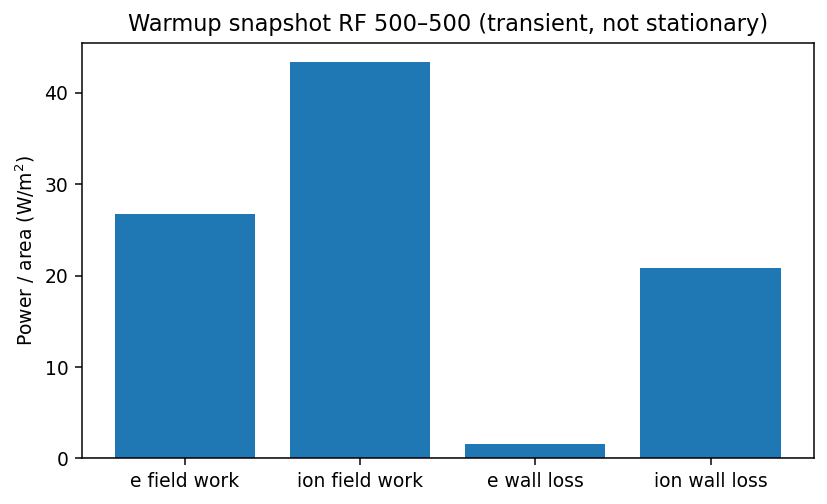 Warmup snapshot RF 500–500 (transient, not stationary)
Power / area (W/m²)
40
30
20
10
0
e field work
ion field work
e wall loss
ion wall loss